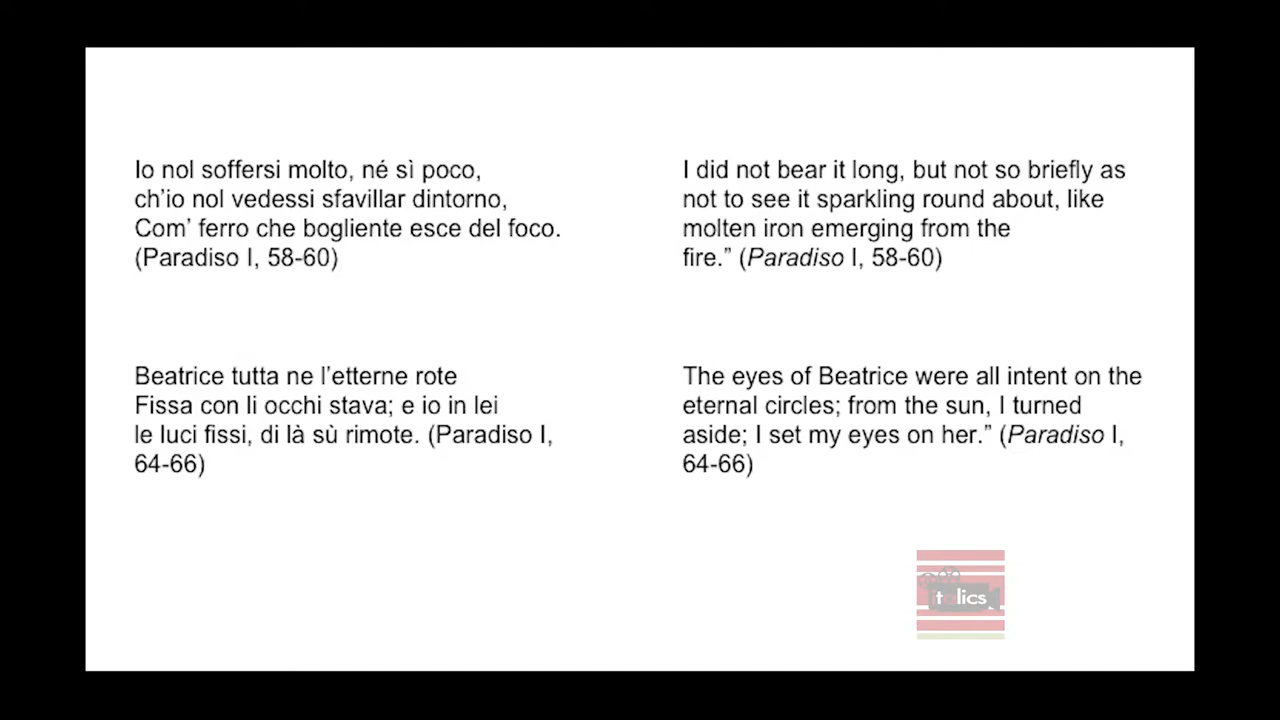 Io nol soffersi molto, né sì poco,
ch’io nol vedessi sfavillar dintorno,
Com’ ferro che bogliente esce del foco.
(Paradiso I, 58-60)
Beatrice tutta ne l’etterne rote
Fissa con li occhi stava; e io in lei
le luci fissi, di là sù rimote. (Paradiso I,
64-66)
I did not bear it long, but not so briefly as
not to see it sparkling round about, like
molten iron emerging from the
fire.” (Paradiso I, 58-60)
The eyes of Beatrice were all intent on the
eternal circles; from the sun, I turned
aside; I set my eyes on her.” (Paradiso I,
64-66)
italics